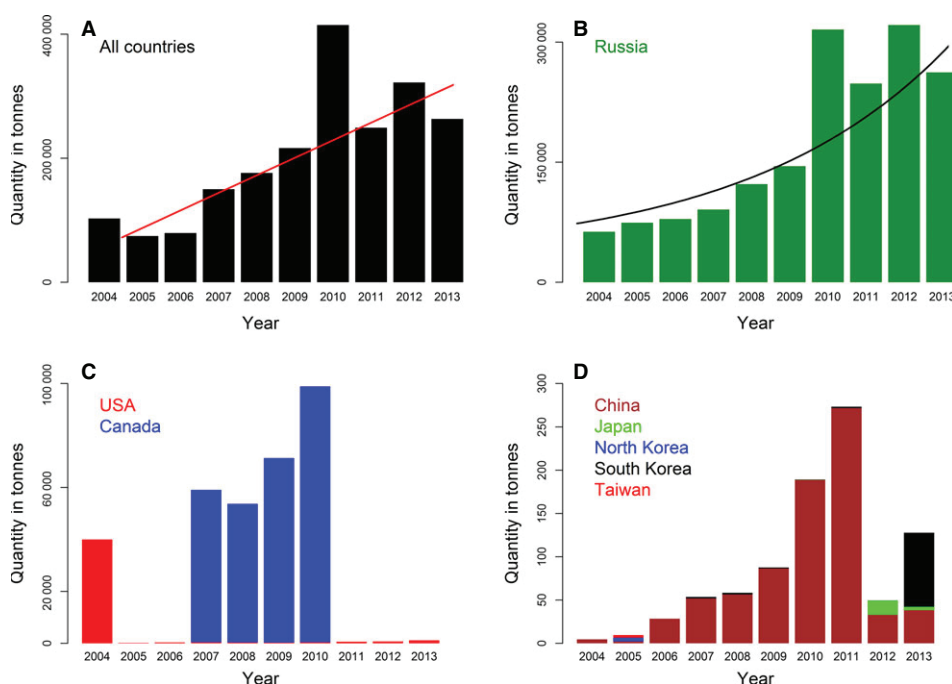 A
All countries
Quantity in tonnes
400 000
200 000
0
2004 2005 2006 2007 2008 2009 2010 2011 2012 2013
Year
B
Russia
Quantity in tonnes
300 000
150 000
0
2004 2005 2006 2007 2008 2009 2010 2011 2012 2013
Year
C
USA
Canada
Quantity in tonnes
100 000
60 000
20 000
0
2004 2005 2006 2007 2008 2009 2010 2011 2012 2013
Year
D
China
Japan
North Korea
South Korea
Taiwan
Quantity in tonnes
300
250
200
150
100
50
0
2004 2005 2006 2007 2008 2009 2010 2011 2012 2013
Year